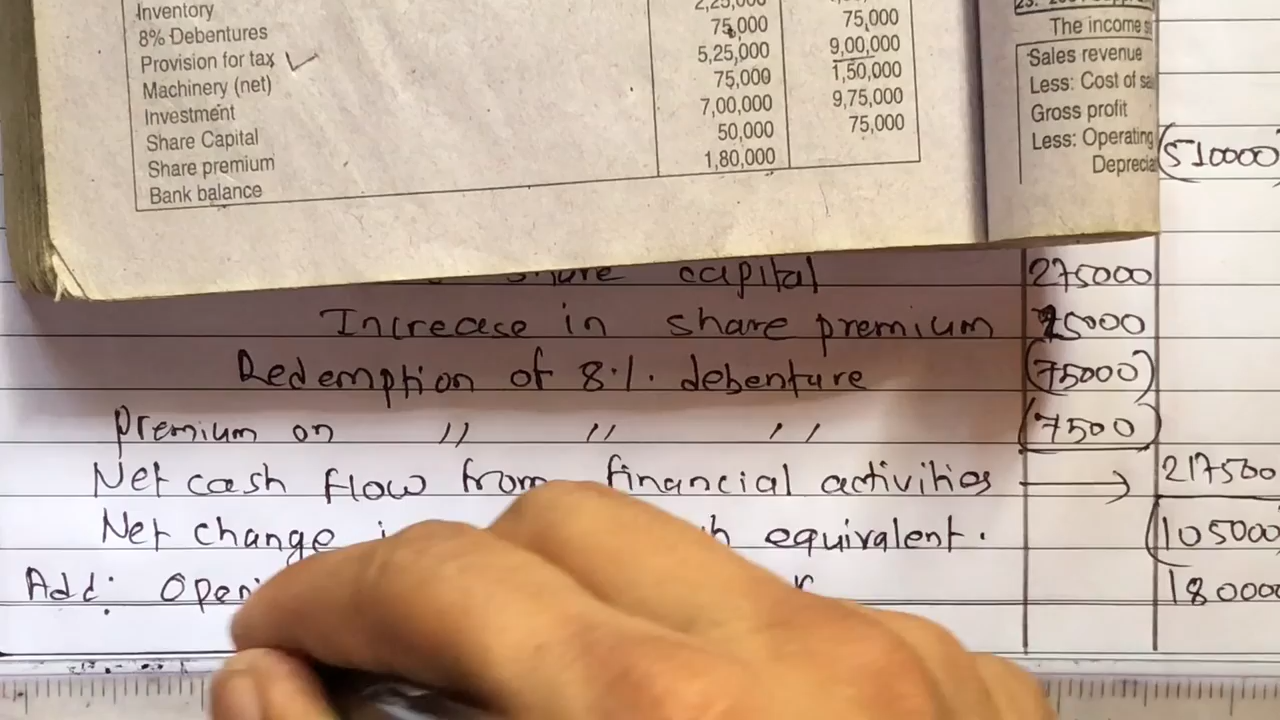 Inventory
8% Debentures
Provision for tax
Machinery (net)
Investment
Share Capital
Share premium
Bank balance
75,000
5,25,000
75,000
7,00,000
50,000
1,80,000
75,000
9,00,000
1,50,000
9,75,000
75,000
The income
Sales revenue
Less: Cost of
Gross profit
Less: Operating
(510000
capital 275000
Increase in share premium 25000
Redemption of 8%. debenture (75000)
premium on " " " (7500)
Net cash flow from financial activities → 217500
Net change equivalent. (105000
Add: 180000